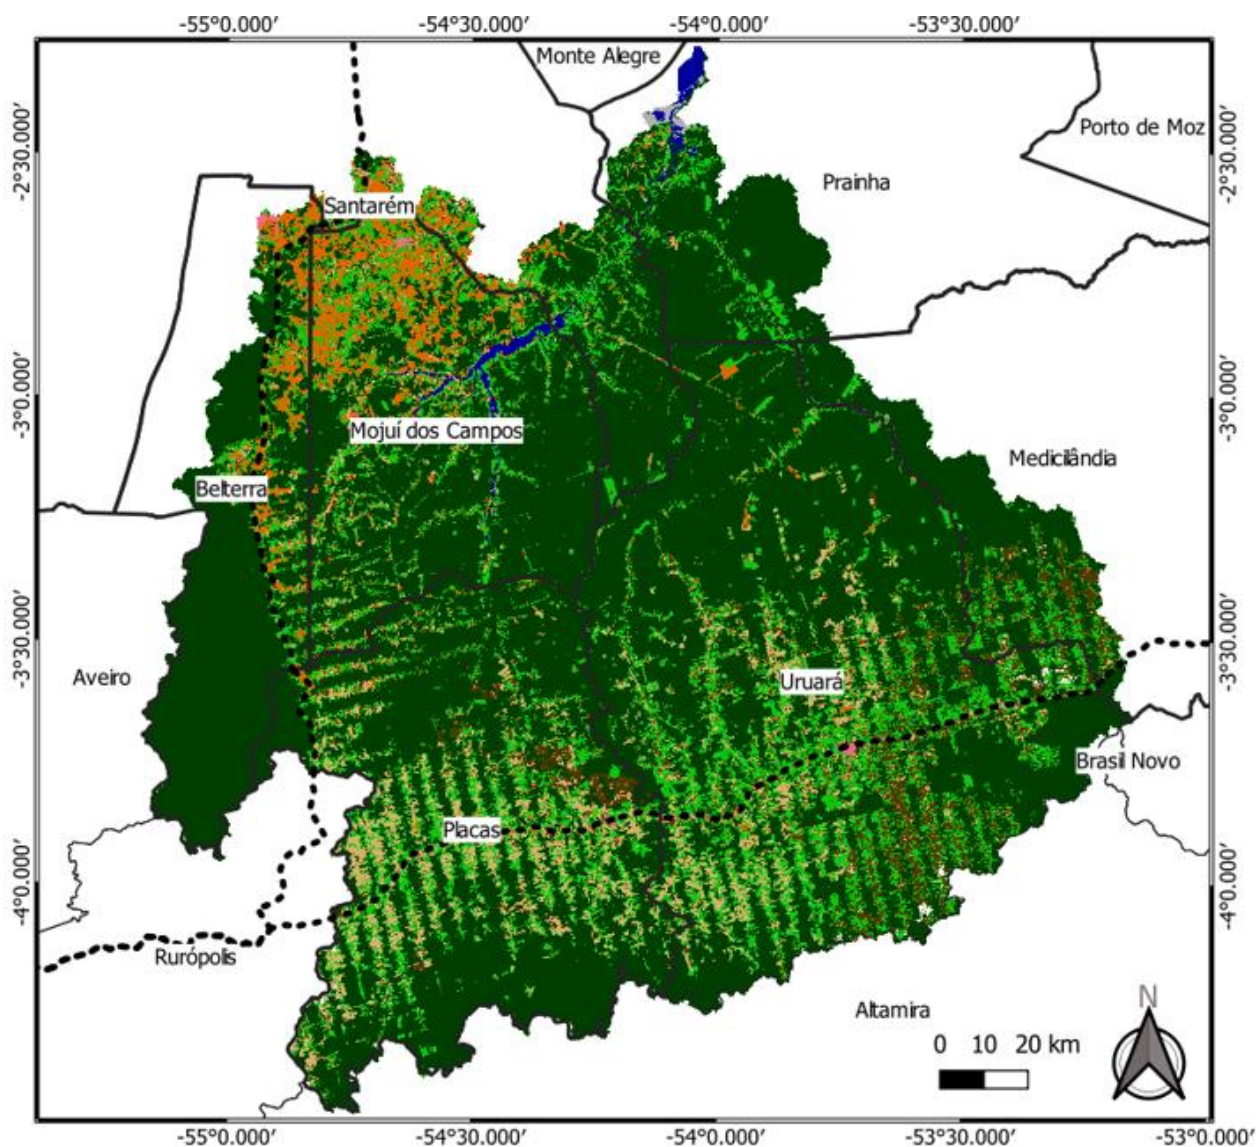 -55°0.000′
-54°30.000′
-54°0.000′
-53°30.000′
Monte Alegre
-2°30.000′
Porto de Moz
-2°30.000′
Prainha
Santarém
-3°0.000′
-3°0.000′
Mojuí dos Campos
Medicilândia
Belterra
-3°30.000′
-3°30.000′
Aveiro
Uruará
Brasil Novo
Placas
-4°0.000′
-4°0.000′
Rurópolis
Altamira
N
0 10 20 km
-55°0.000′
-54°30.000′
-54°0.000′
-53°30.000′
-53°0.000′